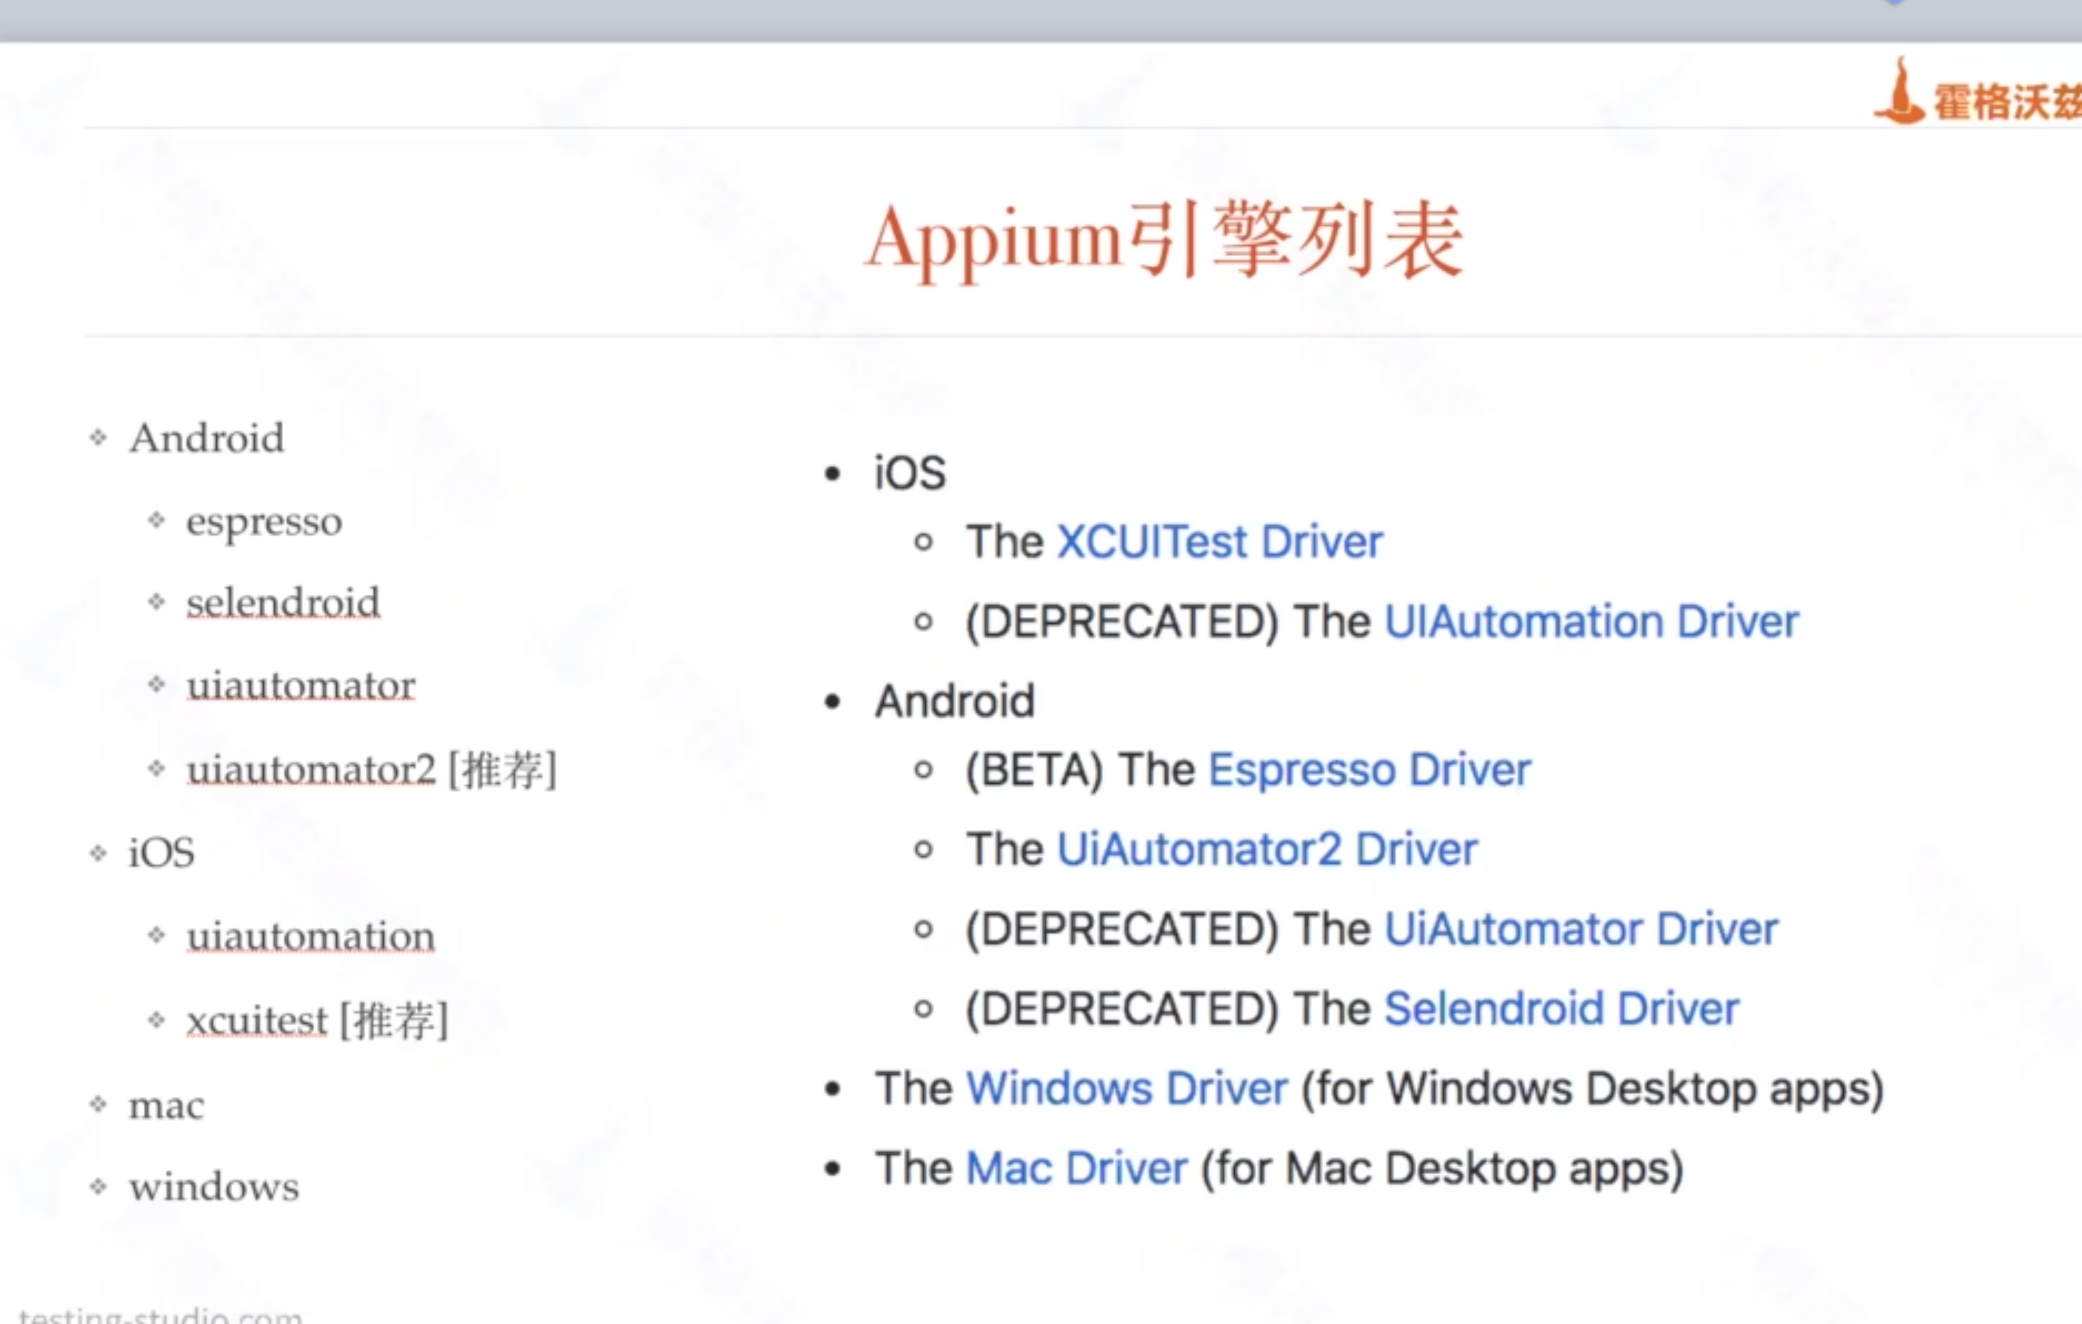 霍格沃兹
Appium引擎列表
Android
espresso
selendroid
uiautomator
uiautomator2 [推荐]
iOS
uiautomation
xcuitest [推荐]
mac
windows
iOS
The XCUITest Driver
(DEPRECATED) The UIAutomation Driver
Android
(BETA) The Espresso Driver
The UiAutomator2 Driver
(DEPRECATED) The UiAutomator Driver
(DEPRECATED) The Selendroid Driver
The Windows Driver (for Windows Desktop apps)
The Mac Driver (for Mac Desktop apps)
testing-studio.com